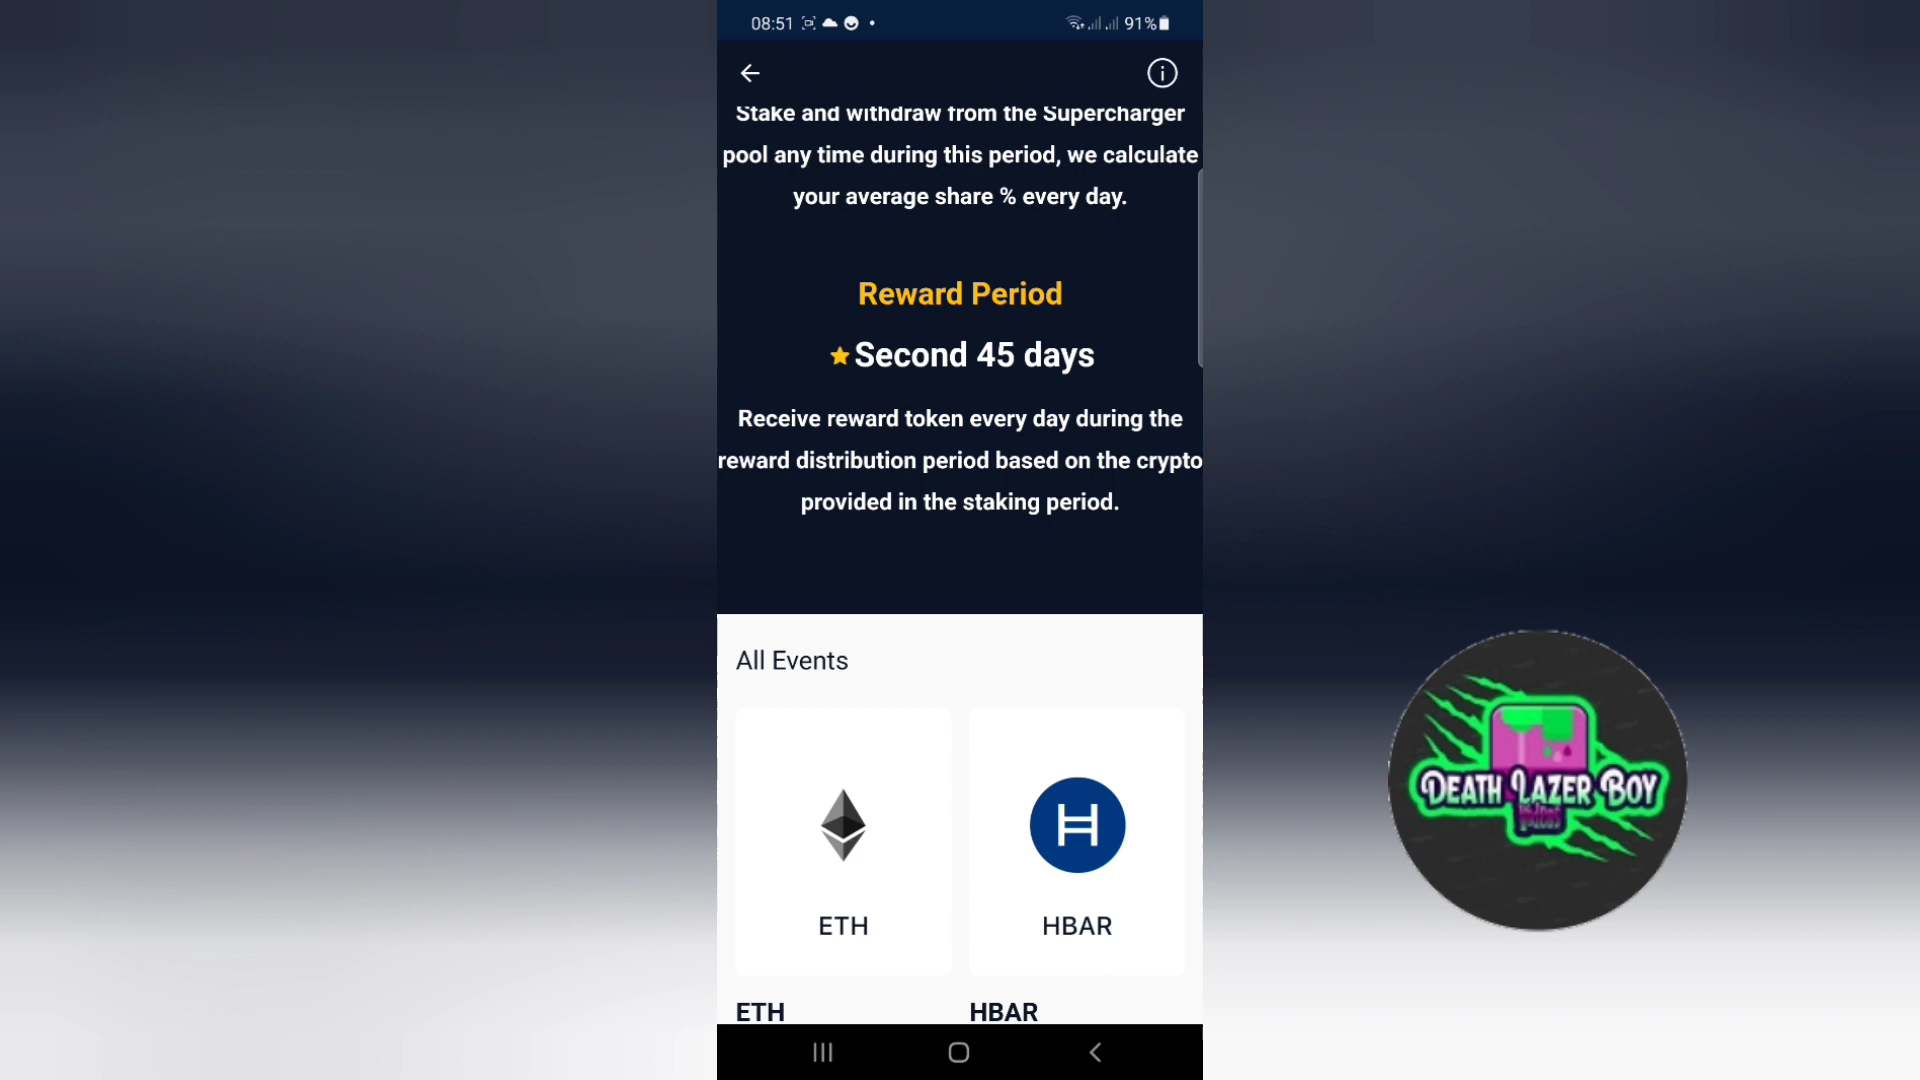 08:51
91%
Stake and withdraw from the Supercharger
pool any time during this period, we calculate
your average share % every day.
Reward Period
Second 45 days
Receive reward token every day during the
reward distribution period based on the crypto
provided in the staking period.
All Events
ETH
HBAR
ETH
HBAR
DEATH LAZER BOY